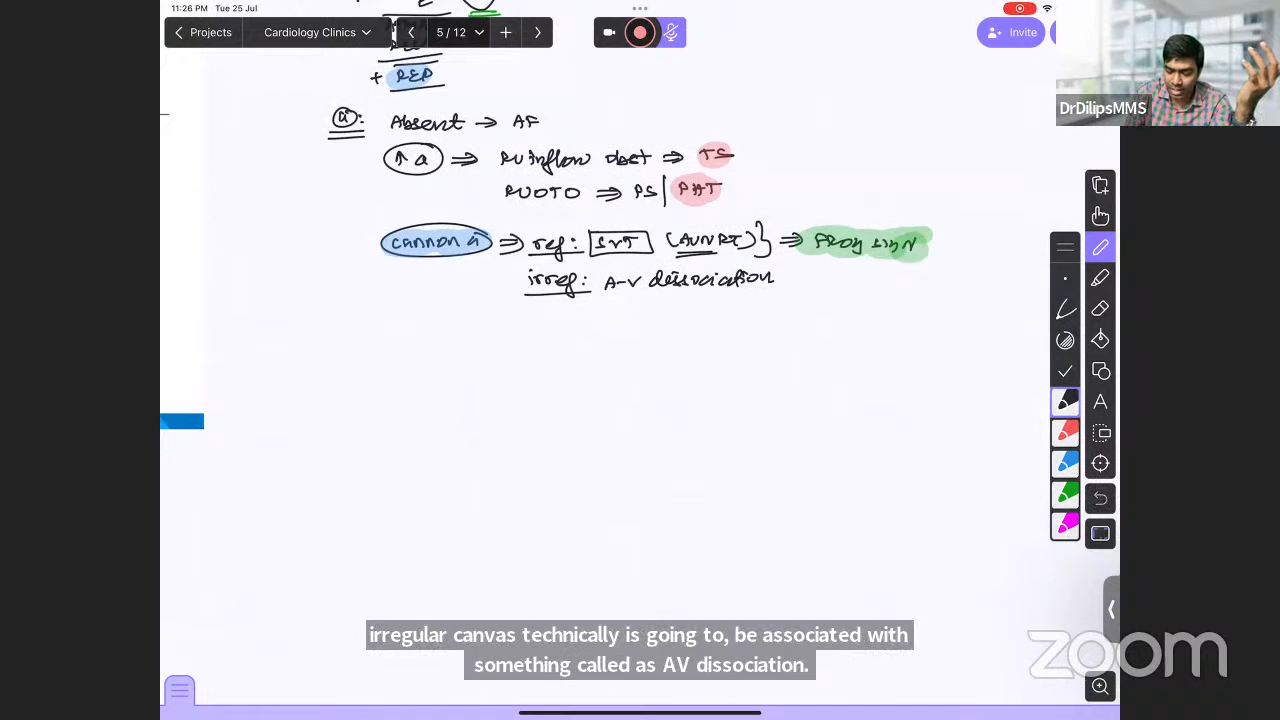 11:26 PM Tue 25 Jul
Projects Cardiology Clinics 5 / 12 Invite
+ REP
DrDilipsMMS
a: Absent → AF
↑ a ⇒ RV inflow obst ⇒ TS
RVOTO ⇒ PS | PHT
cannon a ⇒ reg: SVT (AVNRT) } ⇒ FROG SIGN
irreg: A-V dissociation
A
irregular canvas technically is going to, be associated with
something called as AV dissociation.
zoom